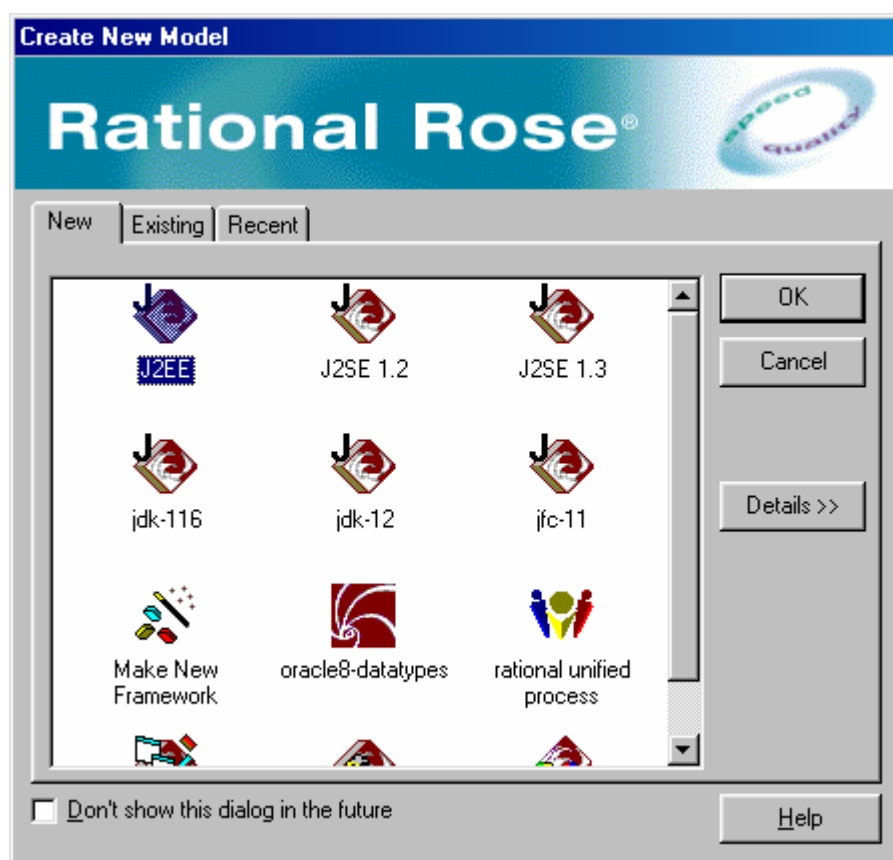 Create New Model
Rational Rose®
speed
quality
New
Existing
Recent
J2EE
J2SE 1.2
J2SE 1.3
jdk-116
jdk-12
jfc-11
Make New
Framework
oracle8-datatypes
rational unified
process
OK
Cancel
Details >>
Don't show this dialog in the future
Help